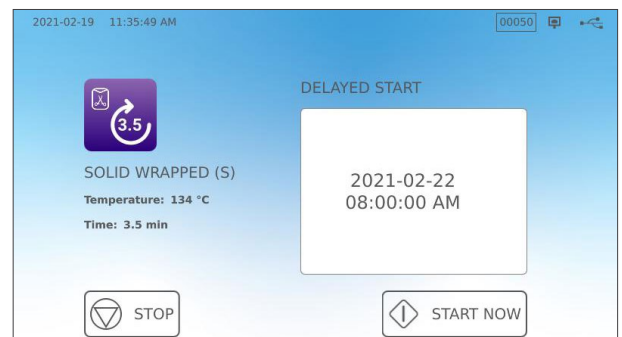 2021-02-19 11:35:49 AM 00050
DELAYED START
3.5
SOLID WRAPPED (S)
Temperature: 134 °C
Time: 3.5 min
2021-02-22
08:00:00 AM
STOP
START NOW